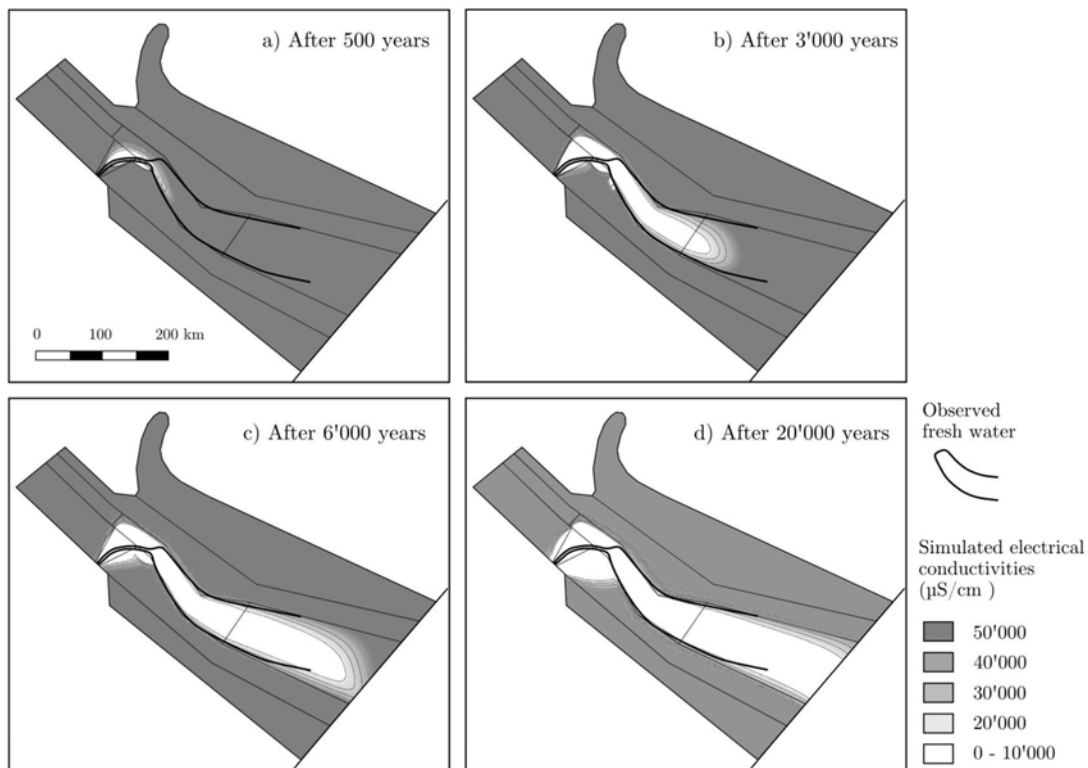 a) After 500 years
b) After 3'000 years
0 100 200 km
c) After 6'000 years
d) After 20'000 years
Observed
fresh water
Simulated electrical
conductivities
(µS/cm )
50'000
40'000
30'000
20'000
0 - 10'000